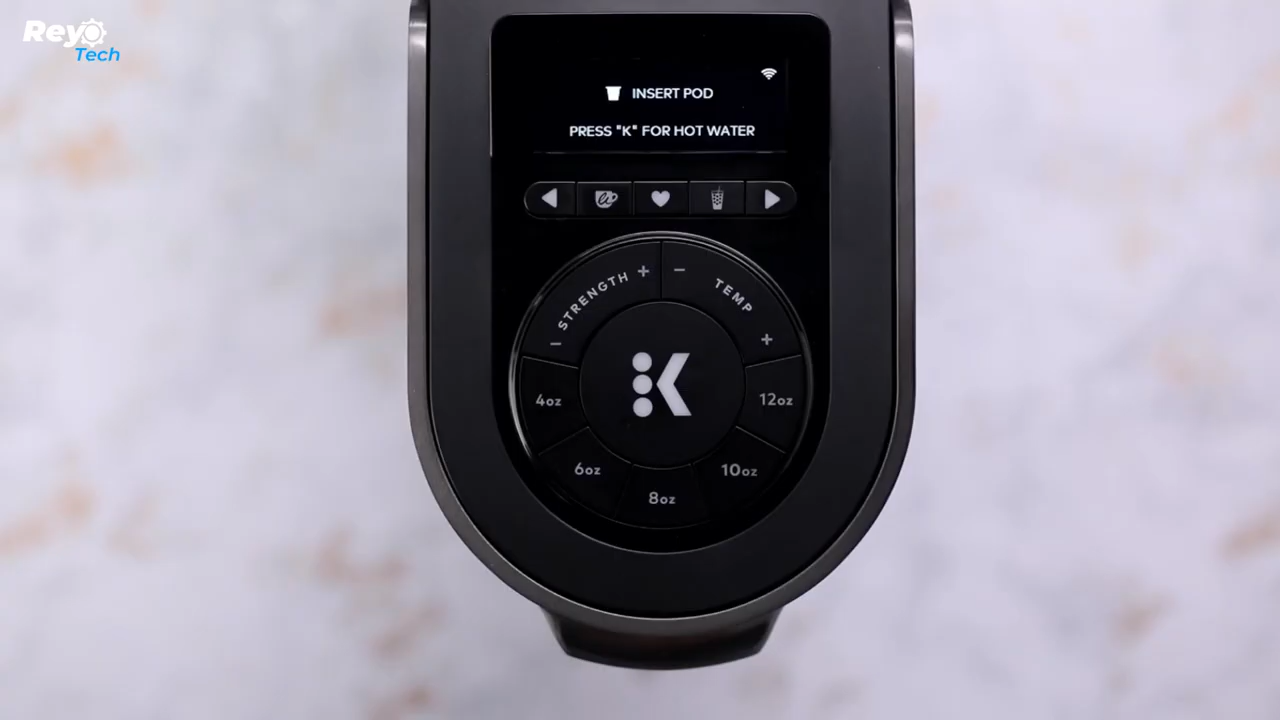 Reyo
Tech
INSERT POD
PRESS "K" FOR HOT WATER
− STRENGTH +
− TEMP +
K
4oz
12oz
6oz
10oz
8oz